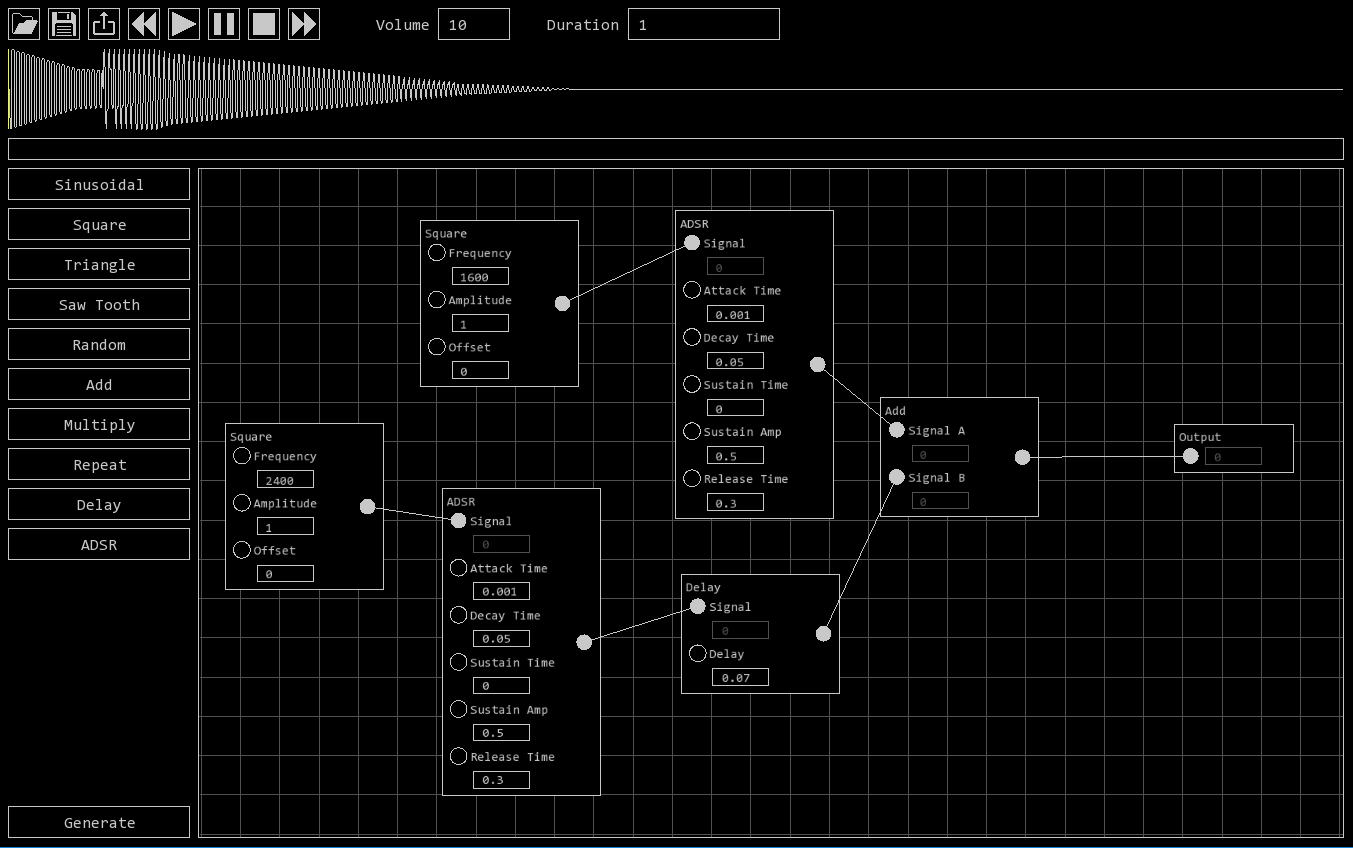 Volume 10 Duration 1
Sinusoidal
Square
Triangle
Saw Tooth
Random
Add
Multiply
Repeat
Delay
ADSR
Generate
Square
Frequency
1600
Amplitude
1
Offset
0
Square
Frequency
2400
Amplitude
1
Offset
0
ADSR
Signal
0
Attack Time
0.001
Decay Time
0.05
Sustain Time
0
Sustain Amp
0.5
Release Time
0.3
ADSR
Signal
0
Attack Time
0.001
Decay Time
0.05
Sustain Time
0
Sustain Amp
0.5
Release Time
0.3
Delay
Signal
0
Delay
0.07
Add
Signal A
0
Signal B
0
Output
0